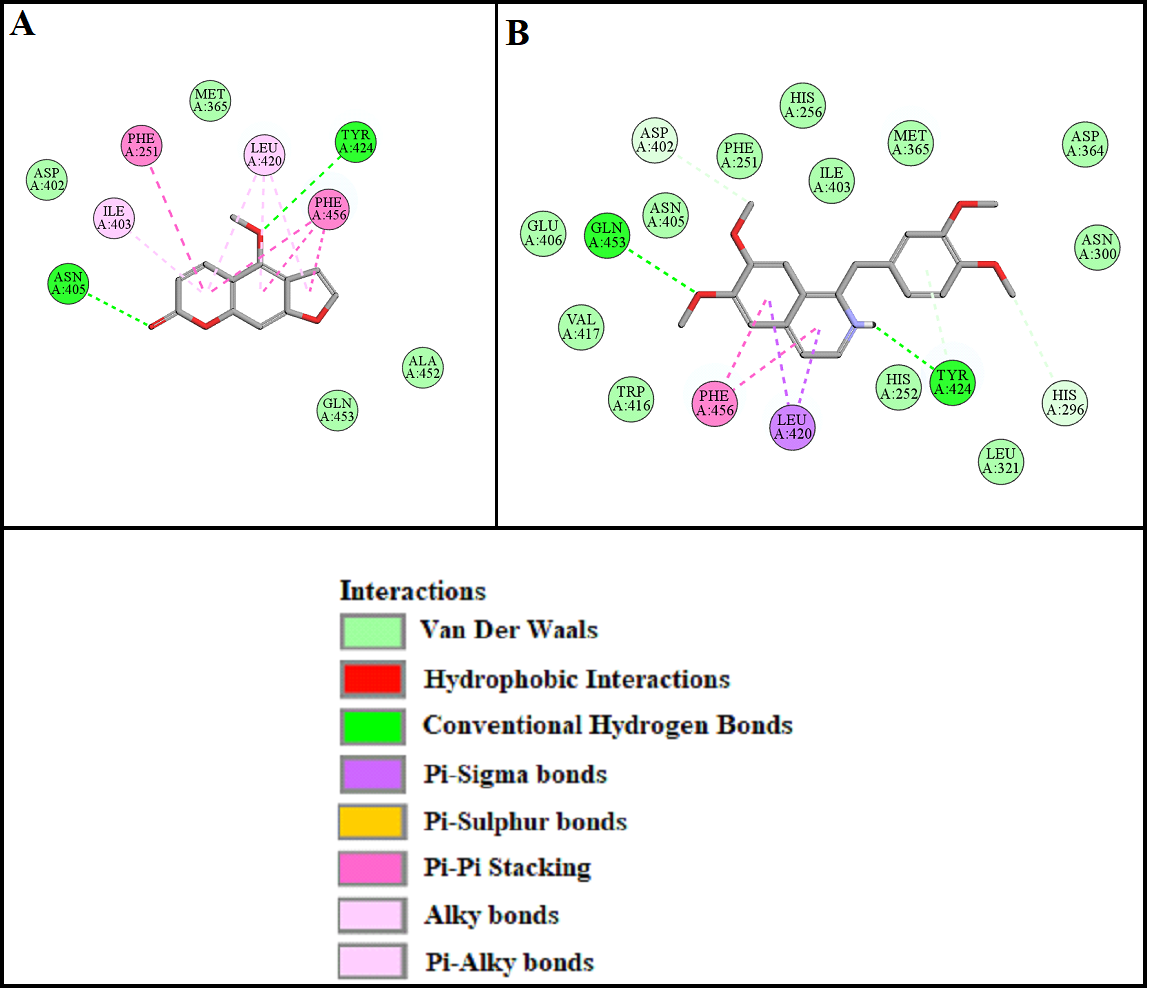 A
MET
A:365
PHE
A:251
LEU
A:420
TYR
A:424
ASP
A:402
ILE
A:403
PHE
A:456
ASN
A:405
ALA
A:452
GLN
A:453
B
HIS
A:256
ASP
A:402
PHE
A:251
MET
A:365
ASP
A:364
ILE
A:403
ASN
A:405
GLU
A:406
GLN
A:453
ASN
A:300
VAL
A:417
TRP
A:416
PHE
A:456
LEU
A:420
HIS
A:252
TYR
A:424
HIS
A:296
LEU
A:321
Interactions
Van Der Waals
Hydrophobic Interactions
Conventional Hydrogen Bonds
Pi-Sigma bonds
Pi-Sulphur bonds
Pi-Pi Stacking
Alky bonds
Pi-Alky bonds